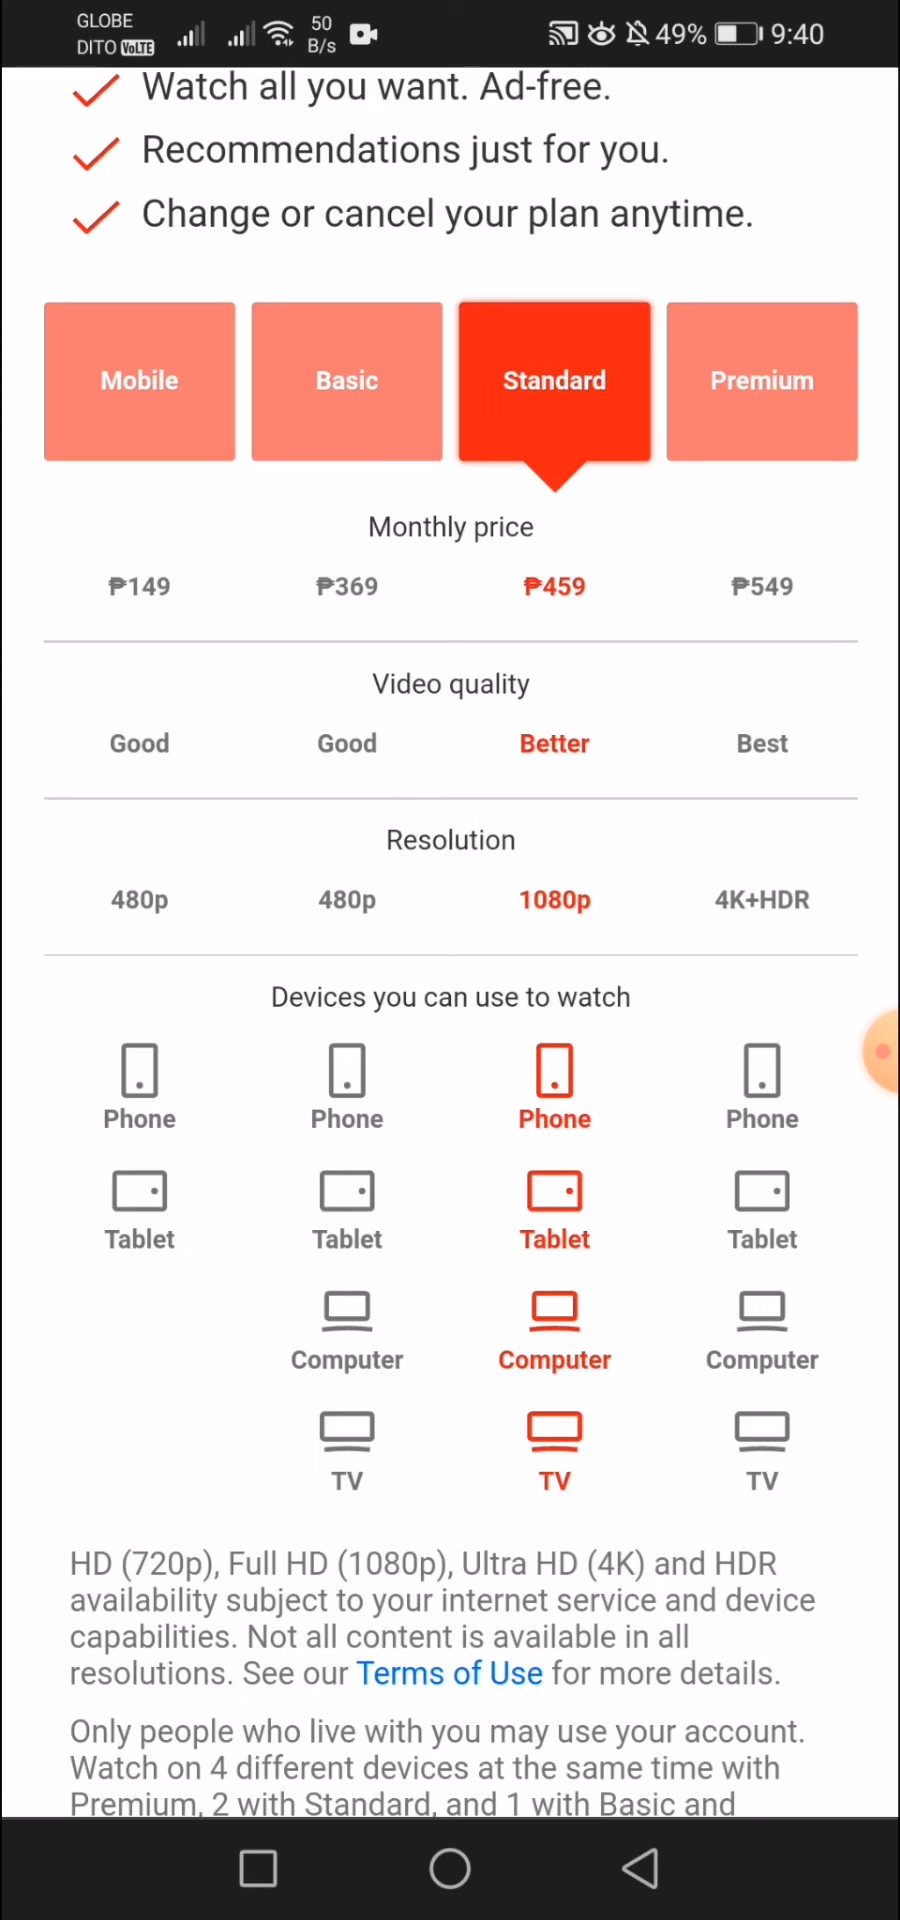 GLOBE
DITO VoLTE
50
B/s
49%
9:40
Watch all you want. Ad-free.
Recommendations just for you.
Change or cancel your plan anytime.
Mobile Basic Standard Premium
Monthly price
₱149 ₱369 ₱459 ₱549
Video quality
Good Good Better Best
Resolution
480p 480p 1080p 4K+HDR
Devices you can use to watch
Phone Phone Phone Phone
Tablet Tablet Tablet Tablet
Computer Computer Computer
TV TV TV
HD (720p), Full HD (1080p), Ultra HD (4K) and HDR
availability subject to your internet service and device
capabilities. Not all content is available in all
resolutions. See our Terms of Use for more details.
Only people who live with you may use your account.
Watch on 4 different devices at the same time with
Premium, 2 with Standard, and 1 with Basic and